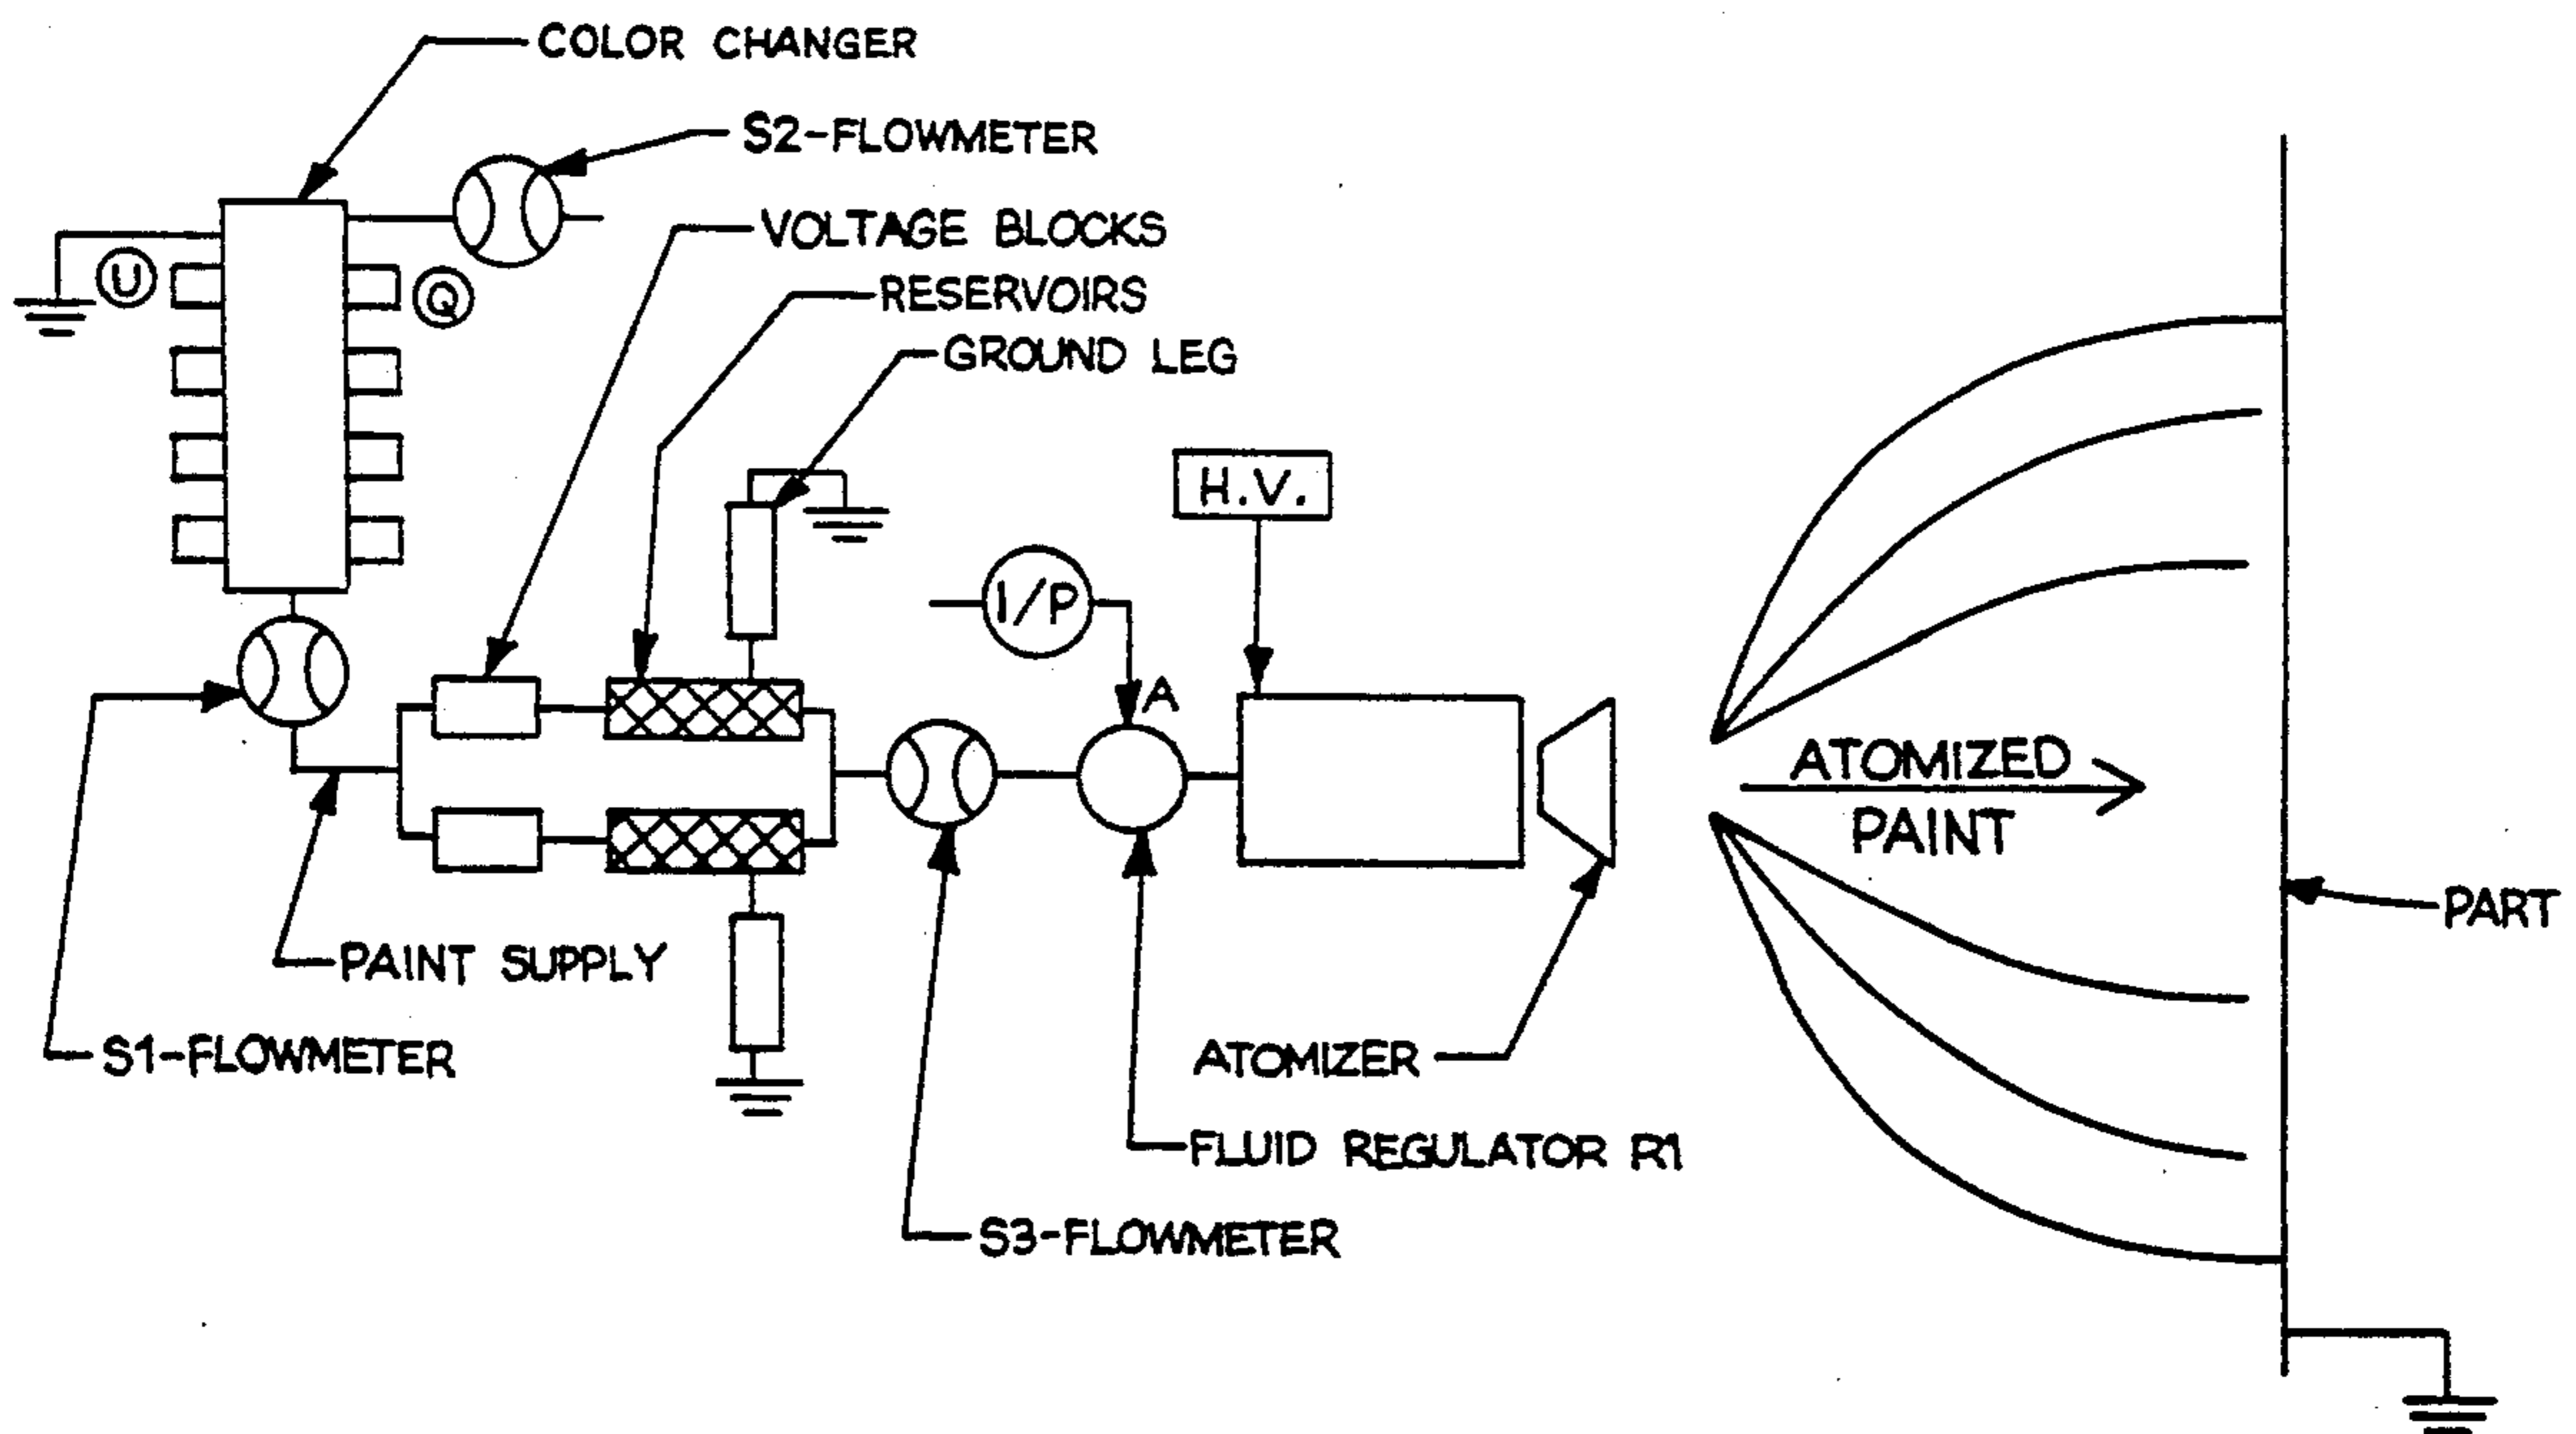 COLOR CHANGER
S2-FLOWMETER
VOLTAGE BLOCKS
U
Q
RESERVOIRS
GROUND LEG
H.V.
I/P
A
ATOMIZED
PAINT
PART
PAINT SUPPLY
S1-FLOWMETER
ATOMIZER
FLUID REGULATOR R1
S3-FLOWMETER